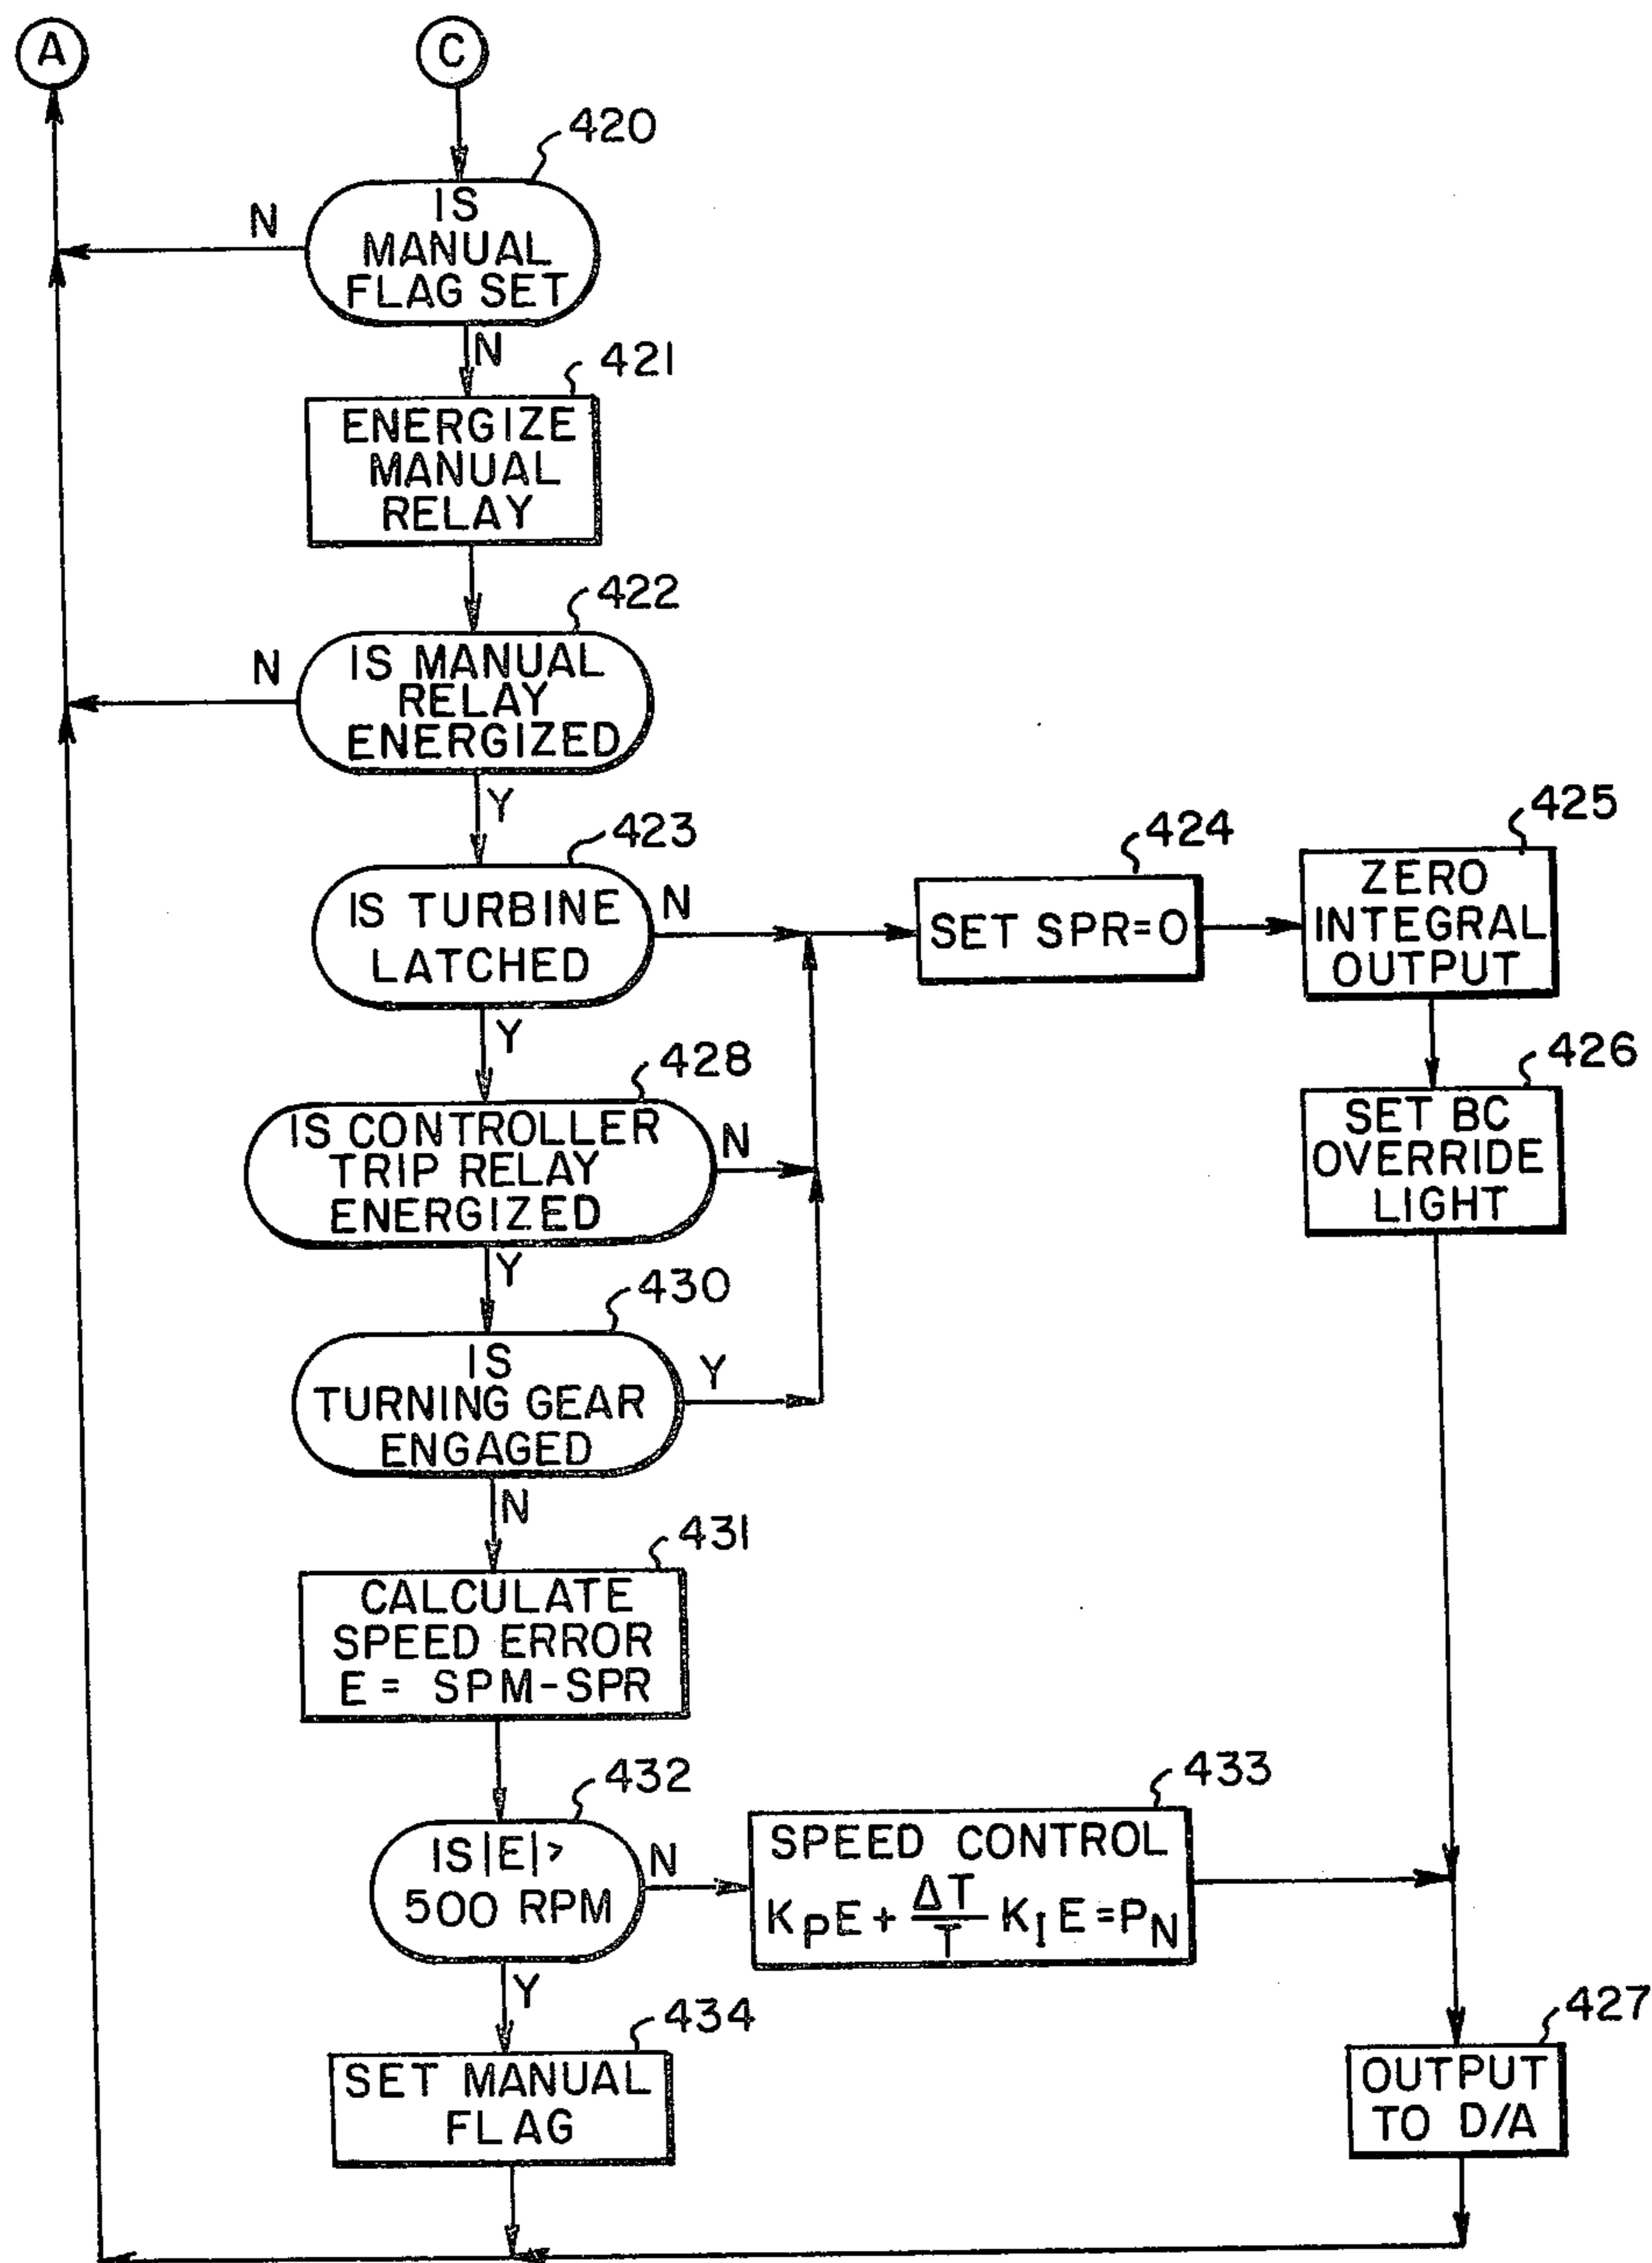 A
C
420
IS
MANUAL
FLAG SET
N
N
421
ENERGIZE
MANUAL
RELAY
422
IS MANUAL
RELAY
ENERGIZED
N
Y
423
IS TURBINE
LATCHED
N
424
SET SPR=0
425
ZERO
INTEGRAL
OUTPUT
Y
426
SET BC
OVERRIDE
LIGHT
428
IS CONTROLLER
TRIP RELAY
ENERGIZED
N
Y
430
IS
TURNING GEAR
ENGAGED
Y
N
431
CALCULATE
SPEED ERROR
E = SPM-SPR
432
IS |E| >
500 RPM
N
433
SPEED CONTROL
K_P E + ΔT/T K_I E = P_N
Y
434
SET MANUAL
FLAG
427
OUTPUT
TO D/A